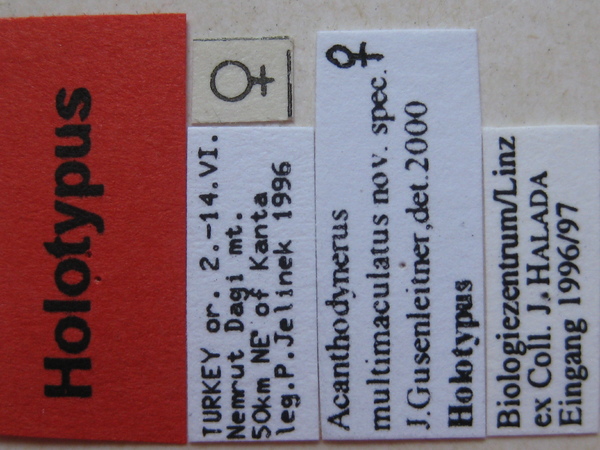 Holotypus
♀
TURKEY or. 2.-14.VI.
Nemrut Dagi mt.
50km NE of Kanta
leg.P.Jelinek 1996
Acanthodynerus ♀
multimaculatus nov. spec.
J.Gusenleitner,det.2000
Holotypus
Biologiezentrum/Linz
ex Coll. J. HALADA
Eingang 1996/97